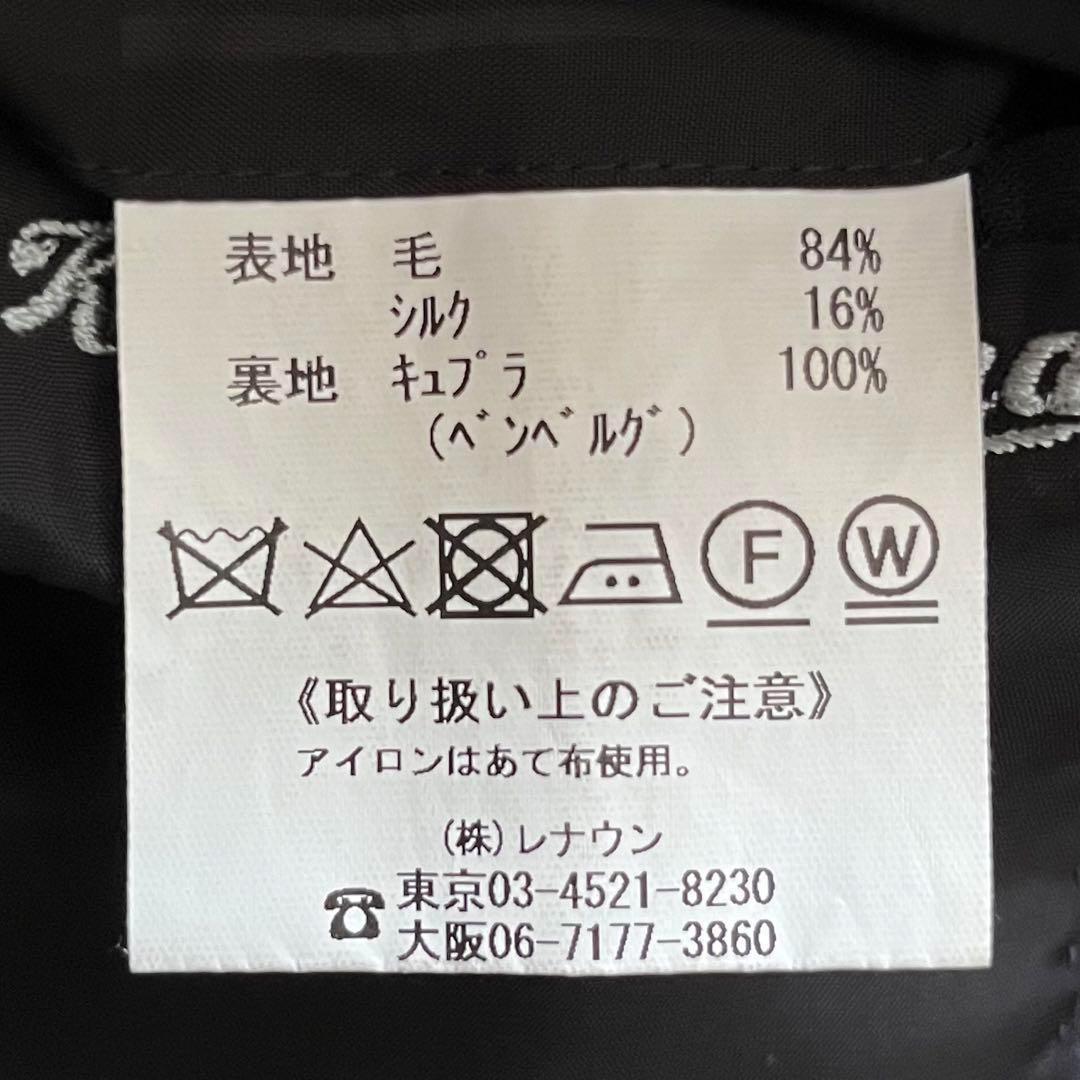 表地 毛 84%
シルク 16%
裏地 キュプラ 100%
(ベンベルグ)
F W
《取り扱い上のご注意》
アイロンはあて布使用。
(株)レナウン
☎東京03-4521-8230
大阪06-7177-3860